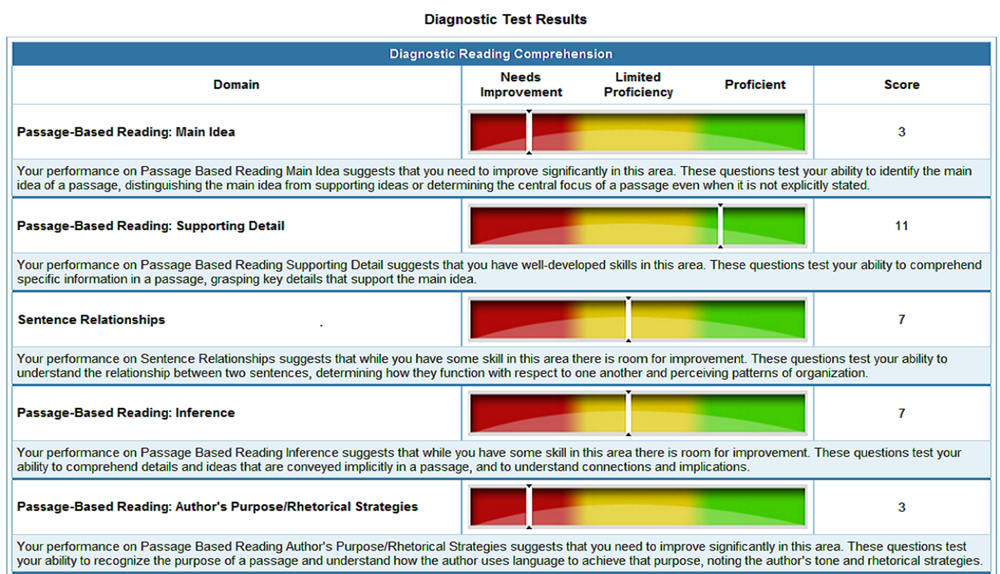 Diagnostic Test Results
Diagnostic Reading Comprehension
Domain
Needs Improvement
Limited Proficiency
Proficient
Score
Passage-Based Reading: Main Idea
3
Your performance on Passage Based Reading Main Idea suggests that you need to improve significantly in this area. These questions test your ability to identify the main
idea of a passage, distinguishing the main idea from supporting ideas or determining the central focus of a passage even when it is not explicitly stated.
Passage-Based Reading: Supporting Detail
11
Your performance on Passage Based Reading Supporting Detail suggests that you have well-developed skills in this area. These questions test your ability to comprehend
specific information in a passage, grasping key details that support the main idea.
Sentence Relationships
7
Your performance on Sentence Relationships suggests that while you have some skill in this area there is room for improvement. These questions test your ability to
understand the relationship between two sentences, determining how they function with respect to one another and perceiving patterns of organization.
Passage-Based Reading: Inference
7
Your performance on Passage Based Reading Inference suggests that while you have some skill in this area there is room for improvement. These questions test your
ability to comprehend details and ideas that are conveyed implicitly in a passage, and to understand connections and implications.
Passage-Based Reading: Author's Purpose/Rhetorical Strategies
3
Your performance on Passage Based Reading Author's Purpose/Rhetorical Strategies suggests that you need to improve significantly in this area. These questions test
your ability to recognize the purpose of a passage and understand how the author uses language to achieve that purpose, noting the author's tone and rhetorical strategies.